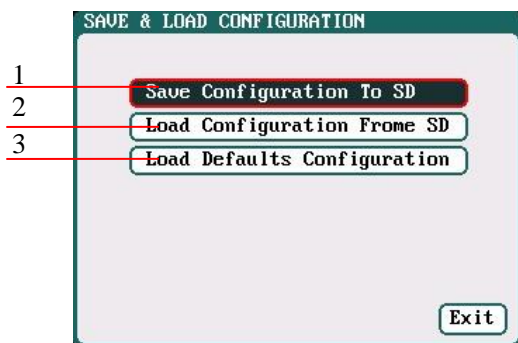 SAVE & LOAD CONFIGURATION
1
Save Configuration To SD
2
Load Configuration Frome SD
3
Load Defaults Configuration
Exit